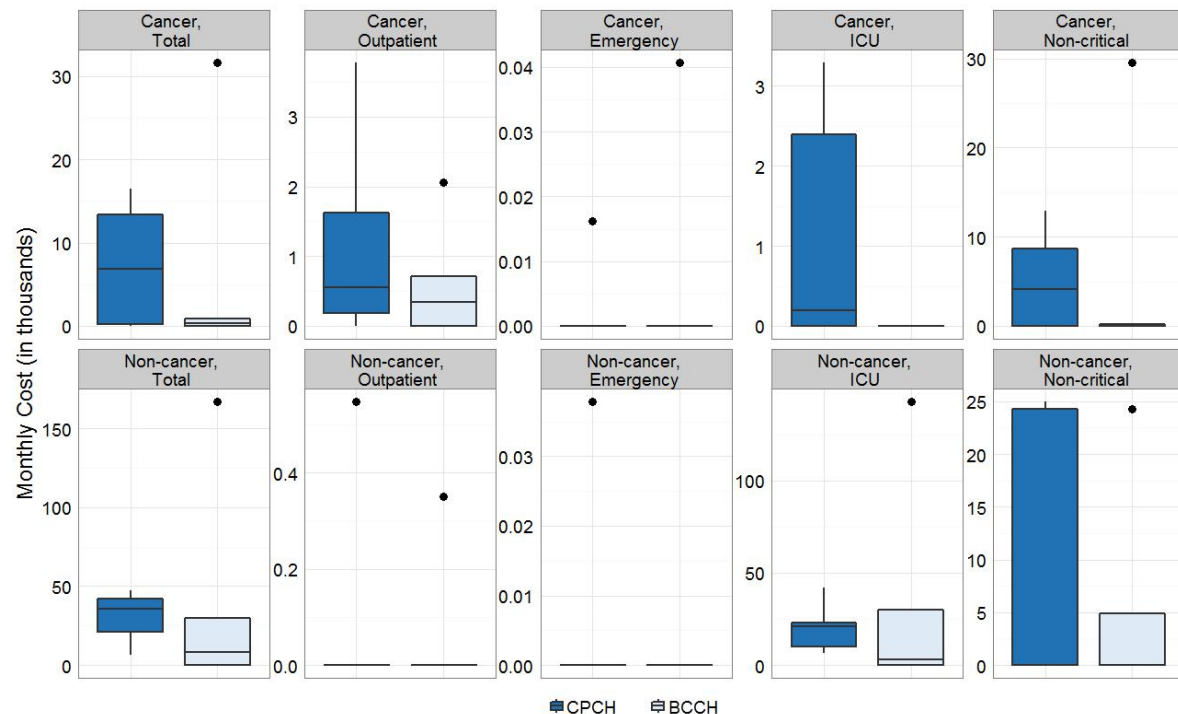 Monthly Cost (in thousands)
Cancer,
Total
30
20
10
0
Cancer,
Outpatient
3
2
1
0
Cancer,
Emergency
0.04
0.03
0.02
0.01
0.00
Cancer,
ICU
3
2
1
0
Cancer,
Non-critical
30
20
10
0
Non-cancer,
Total
150
100
50
0
Non-cancer,
Outpatient
0.4
0.2
0.0
Non-cancer,
Emergency
0.03
0.02
0.01
0.00
Non-cancer,
ICU
100
50
0
Non-cancer,
Non-critical
25
20
15
10
5
0
CPCH BCCH